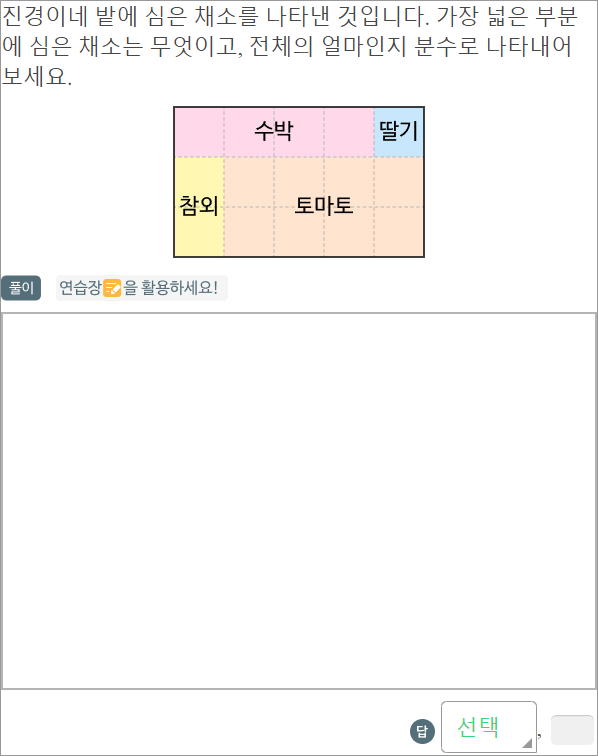 진경이네 밭에 심은 채소를 나타낸 것입니다. 가장 넓은 부분
에 심은 채소는 무엇이고, 전체의 얼마인지 분수로 나타내어
보세요.
수박 딸기
참외 토마토
풀이 연습장을 활용하세요!
답 선택 ,